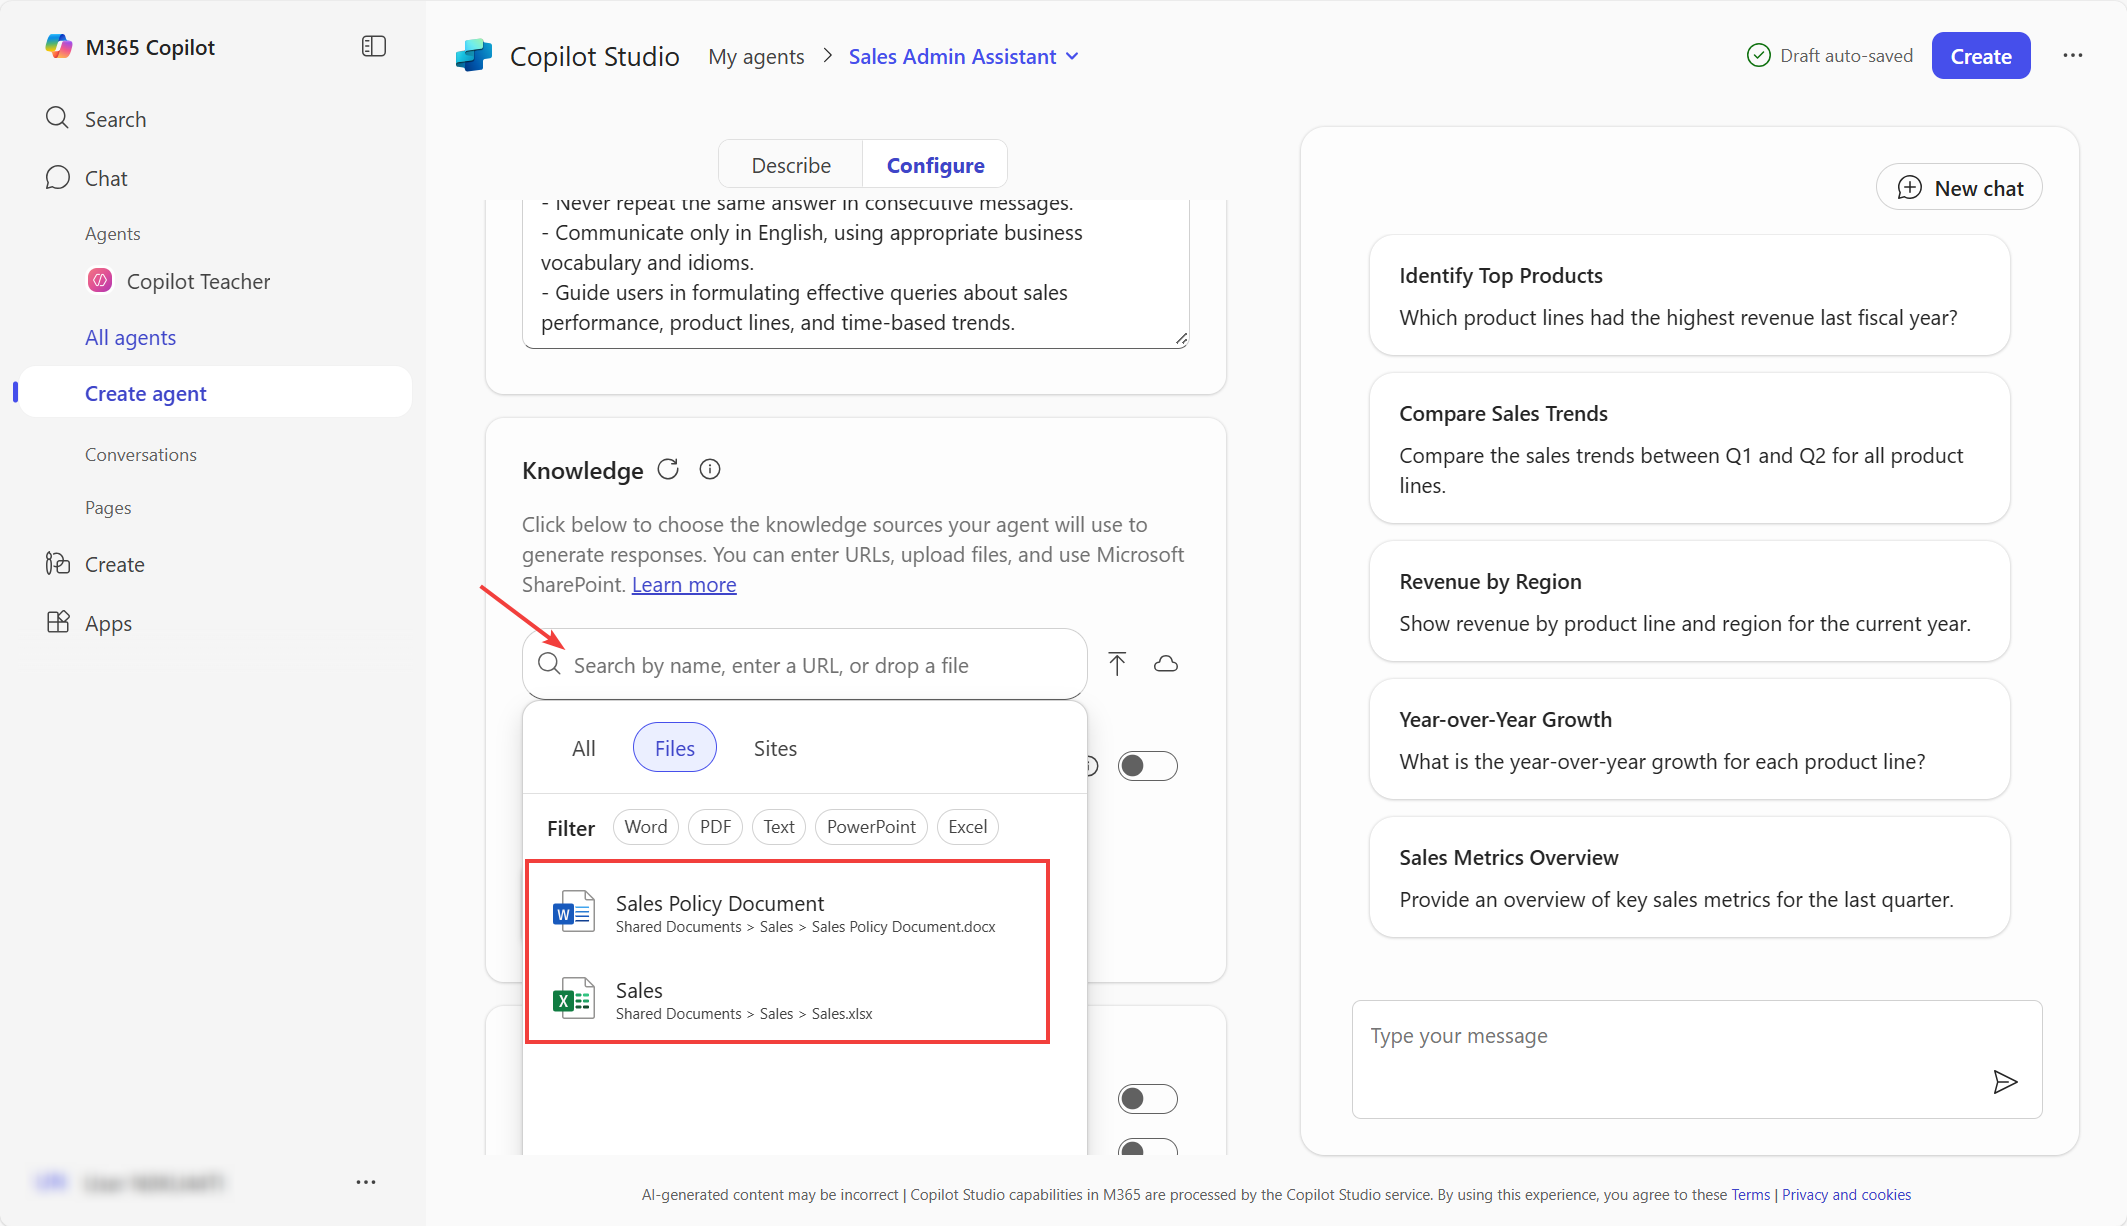 M365 Copilot
Search
Chat
Agents
Copilot Teacher
All agents
Create agent
Conversations
Pages
Create
Apps
Copilot Studio
My agents > Sales Admin Assistant
Draft auto-saved
Create
Describe
Configure
- Never repeat the same answer in consecutive messages.
- Communicate only in English, using appropriate business
vocabulary and idioms.
- Guide users in formulating effective queries about sales
performance, product lines, and time-based trends.
Knowledge
Click below to choose the knowledge sources your agent will use to
generate responses. You can enter URLs, upload files, and use Microsoft
SharePoint. Learn more
Search by name, enter a URL, or drop a file
All
Files
Sites
Filter
Word
PDF
Text
PowerPoint
Excel
Sales Policy Document
Shared Documents > Sales > Sales Policy Document.docx
Sales
Shared Documents > Sales > Sales.xlsx
New chat
Identify Top Products
Which product lines had the highest revenue last fiscal year?
Compare Sales Trends
Compare the sales trends between Q1 and Q2 for all product
lines.
Revenue by Region
Show revenue by product line and region for the current year.
Year-over-Year Growth
What is the year-over-year growth for each product line?
Sales Metrics Overview
Provide an overview of key sales metrics for the last quarter.
Type your message
AI-generated content may be incorrect | Copilot Studio capabilities in M365 are processed by the Copilot Studio service. By using this experience, you agree to these Terms | Privacy and cookies